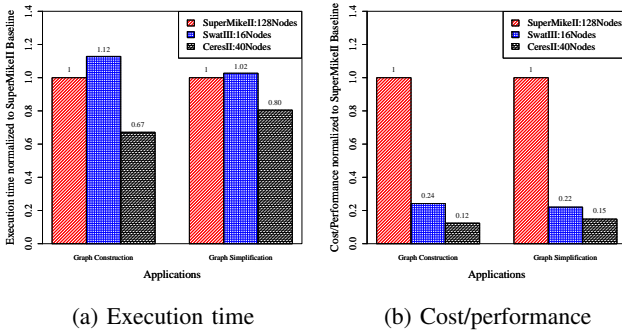 Execution time normalized to SuperMikeII Baseline
0.0 0.2 0.4 0.6 0.8 1.0 1.2 1.4
SuperMikeII:128Nodes
SwatIII:16Nodes
CeresII:40Nodes
1 1.12 0.67
1 1.02 0.80
Graph Construction Graph Simplification
Applications
(a) Execution time
Cost/Performance normalized to SuperMikeII Baseline
0.0 0.2 0.4 0.6 0.8 1.0 1.2 1.4
SuperMikeII:128Nodes
SwatIII:16Nodes
CeresII:40Nodes
1 0.24 0.12
1 0.22 0.15
Graph Construction Graph Simplification
Applications
(b) Cost/performance